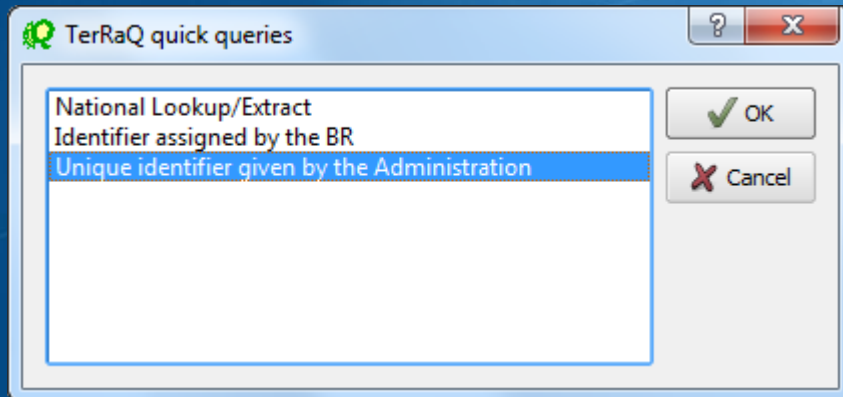 TerRaQ quick queries
National Lookup/Extract
Identifier assigned by the BR
Unique identifier given by the Administration
OK
Cancel